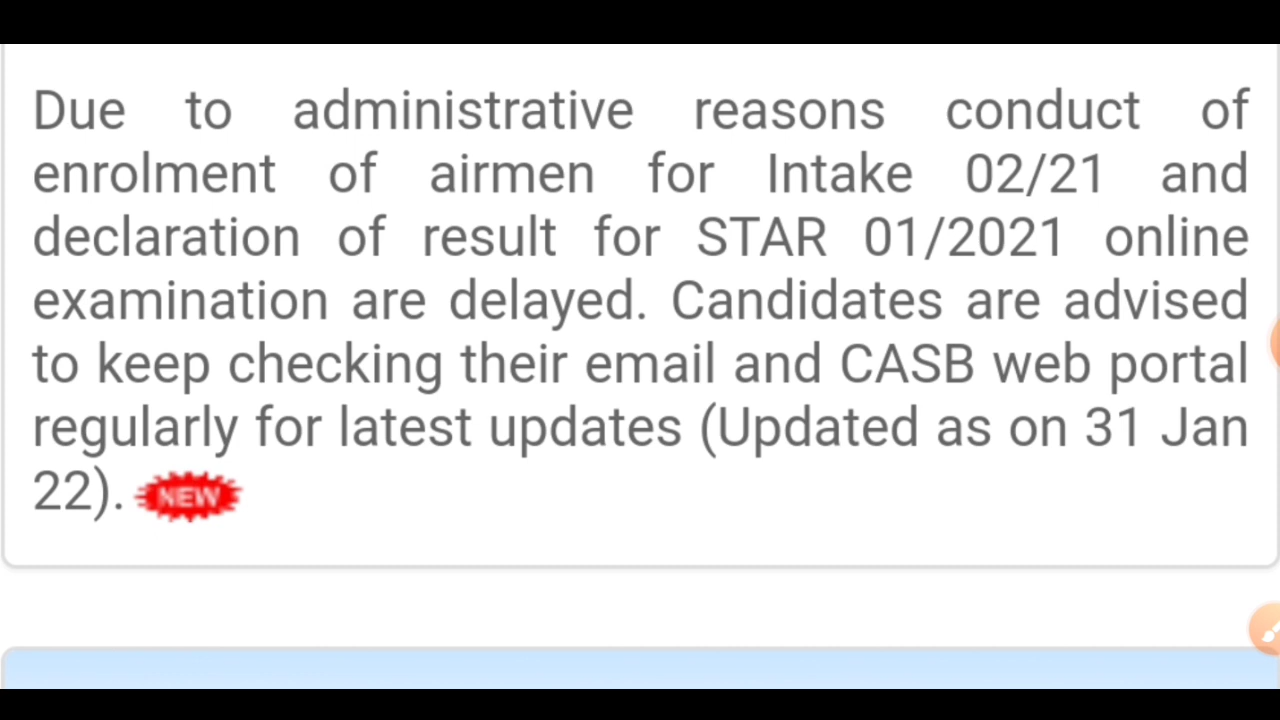 Due to administrative reasons conduct of
enrolment of airmen for Intake 02/21 and
declaration of result for STAR 01/2021 online
examination are delayed. Candidates are advised
to keep checking their email and CASB web portal
regularly for latest updates (Updated as on 31 Jan
22). NEW